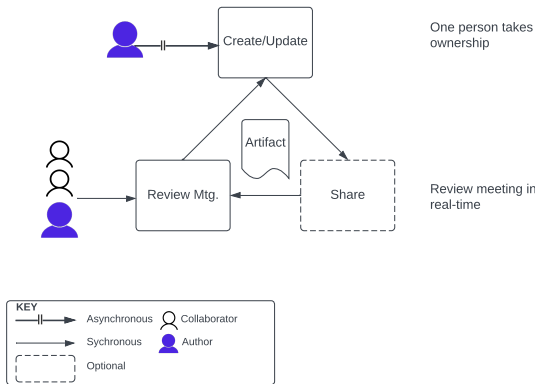 Create/Update
One person takes
ownership
Artifact
Review Mtg.
Share
Review meeting in
real-time
KEY
Asynchronous
Collaborator
Sychronous
Author
Optional